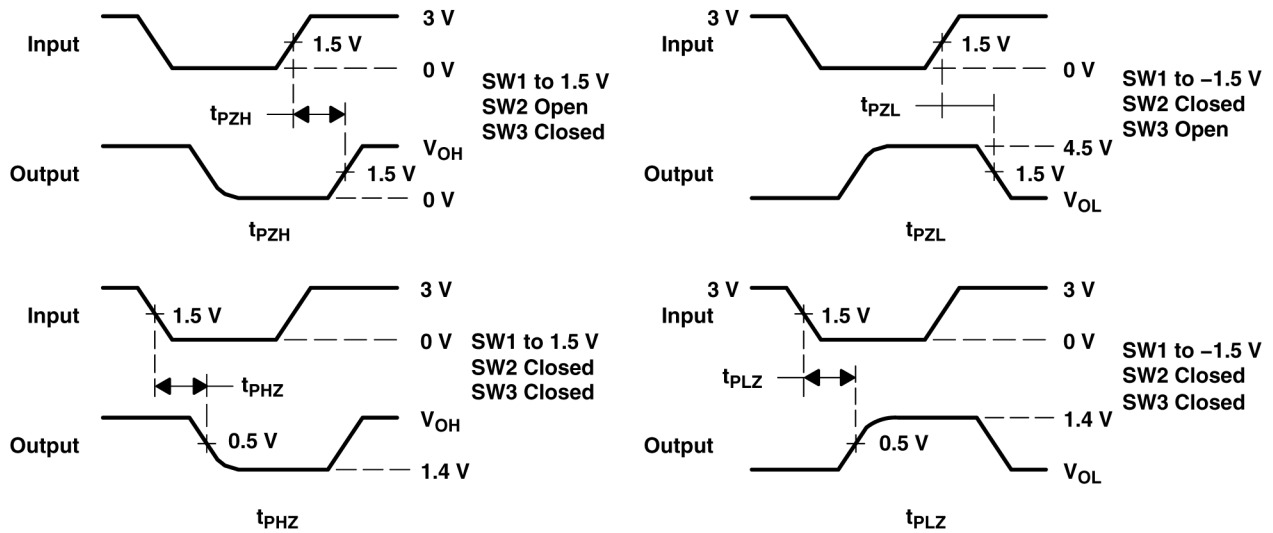 3 V
Input
1.5 V
0 V
SW1 to 1.5 V
SW2 Open
SW3 Closed
tPZH
VOH
Output
1.5 V
0 V
tPZH
3 V
Input
1.5 V
0 V
SW1 to −1.5 V
SW2 Closed
SW3 Open
tPZL
4.5 V
Output
1.5 V
VOL
tPZL
3 V
Input
1.5 V
0 V
SW1 to 1.5 V
SW2 Closed
SW3 Closed
tPHZ
VOH
Output
0.5 V
1.4 V
tPHZ
3 V
3 V
Input
1.5 V
0 V
SW1 to −1.5 V
SW2 Closed
SW3 Closed
tPLZ
1.4 V
Output
0.5 V
VOL
tPLZ